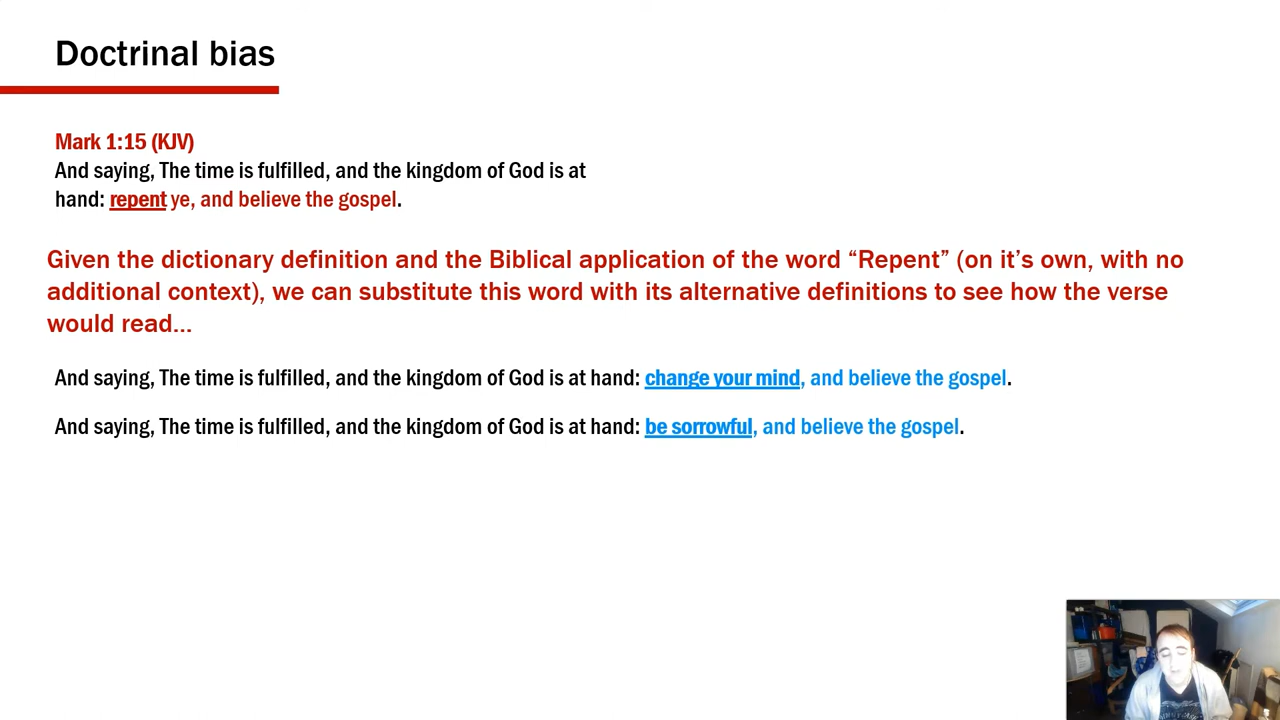 Doctrinal bias
Mark 1:15 (KJV)
And saying, The time is fulfilled, and the kingdom of God is at
hand: repent ye, and believe the gospel.
Given the dictionary definition and the Biblical application of the word “Repent” (on it’s own, with no
additional context), we can substitute this word with its alternative definitions to see how the verse
would read...
And saying, The time is fulfilled, and the kingdom of God is at hand: change your mind, and believe the gospel.
And saying, The time is fulfilled, and the kingdom of God is at hand: be sorrowful, and believe the gospel.